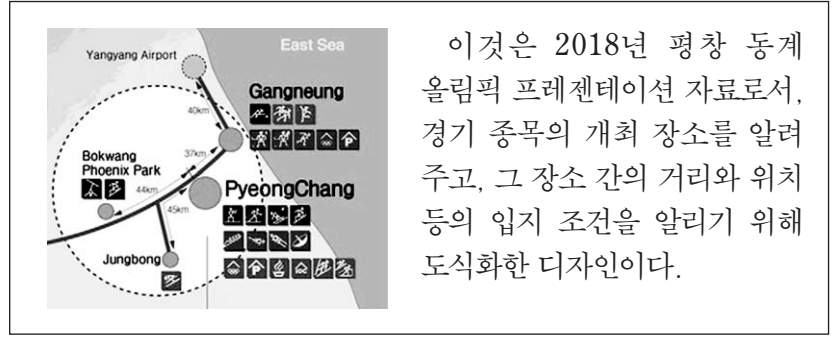 Yangyang Airport
East Sea
Gangneung
40km
Bokwang
Phoenix Park
37km
44km
PyeongChang
45km
Jungbong
이것은 2018년 평창 동계
올림픽 프레젠테이션 자료로서,
경기 종목의 개최 장소를 알려
주고, 그 장소 간의 거리와 위치
등의 입지 조건을 알리기 위해
도식화한 디자인이다.